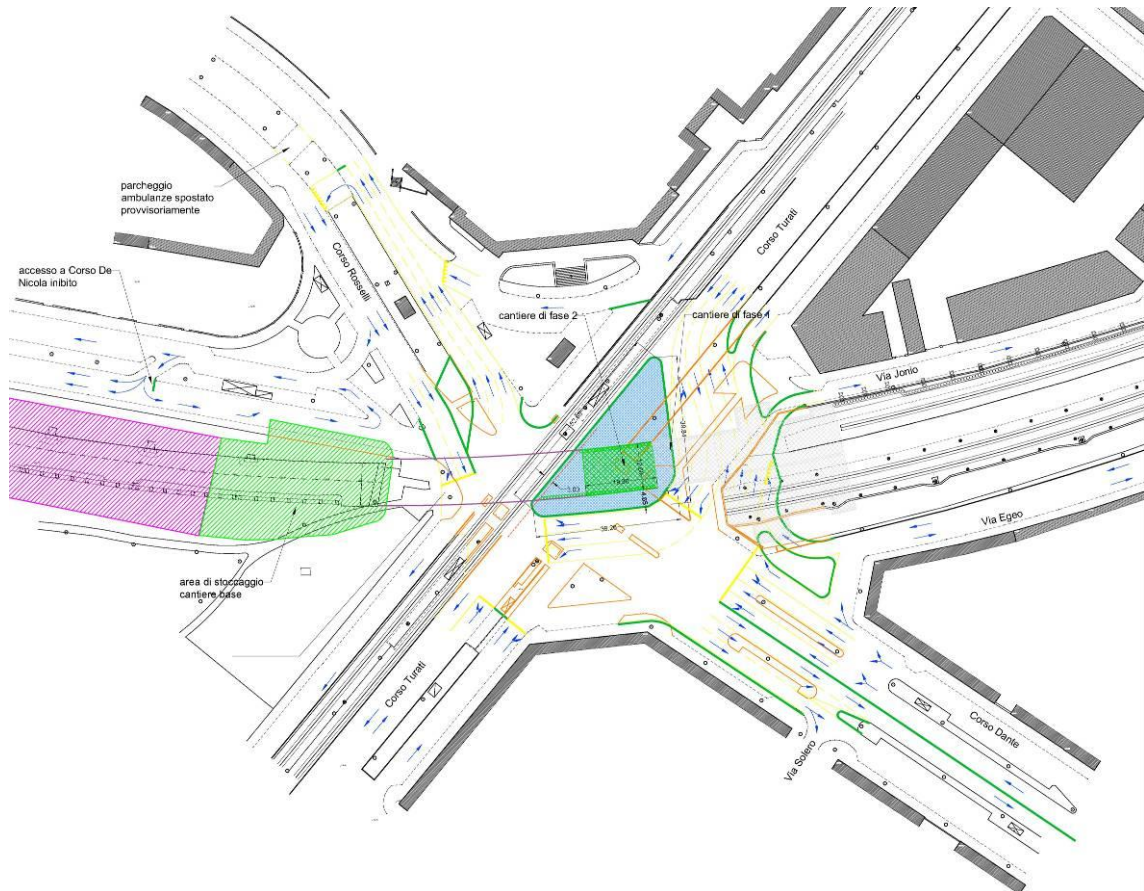 parcheggio
ambulanze spostato
provvisoriamente
accesso a Corso De
Nicola inibito
Corso Rosselli
Corso Turati
cantiere di fase 2
cantiere di fase 1
Via Jonio
Via Egeo
area di stoccaggio
cantiere base
Corso Turati
Via Solero
Corso Dante